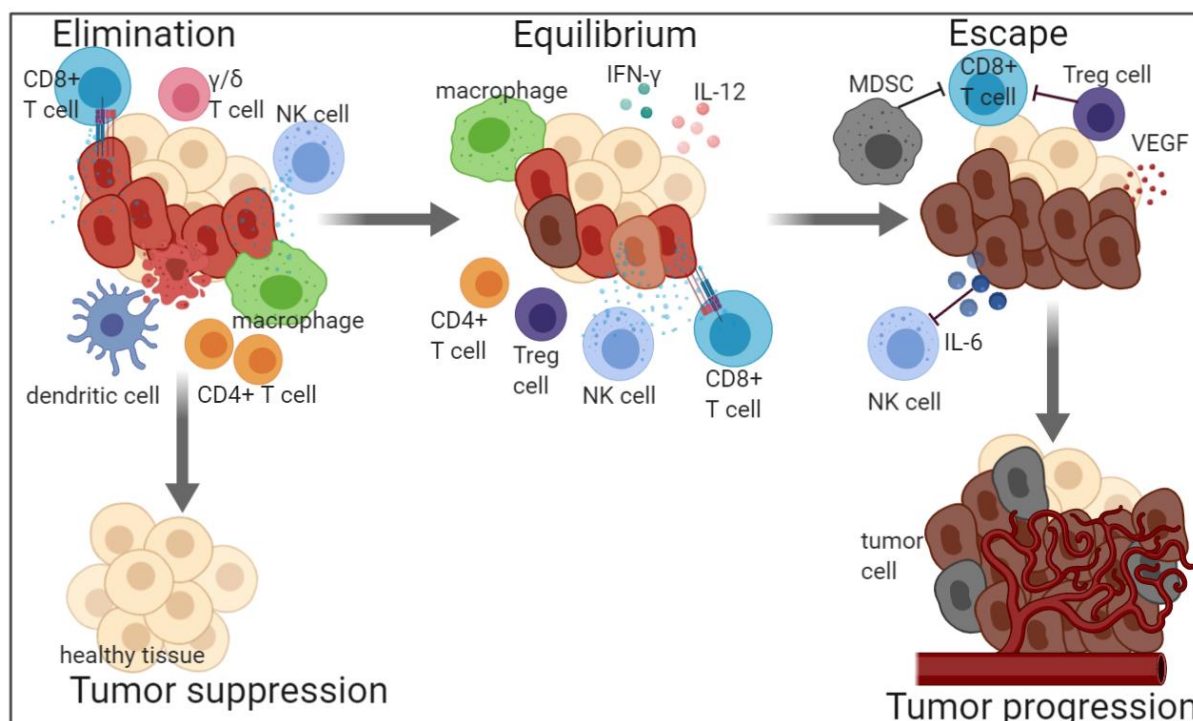 Elimination
CD8+
T cell
γ/δ
T cell
NK cell
macrophage
dendritic cell
CD4+ T cell
healthy tissue
Tumor suppression
Equilibrium
macrophage
IFN-γ
IL-12
CD4+
T cell
Treg
cell
NK cell
CD8+
T cell
Escape
MDSC
CD8+
T cell
Treg cell
VEGF
IL-6
NK cell
tumor
cell
Tumor progression